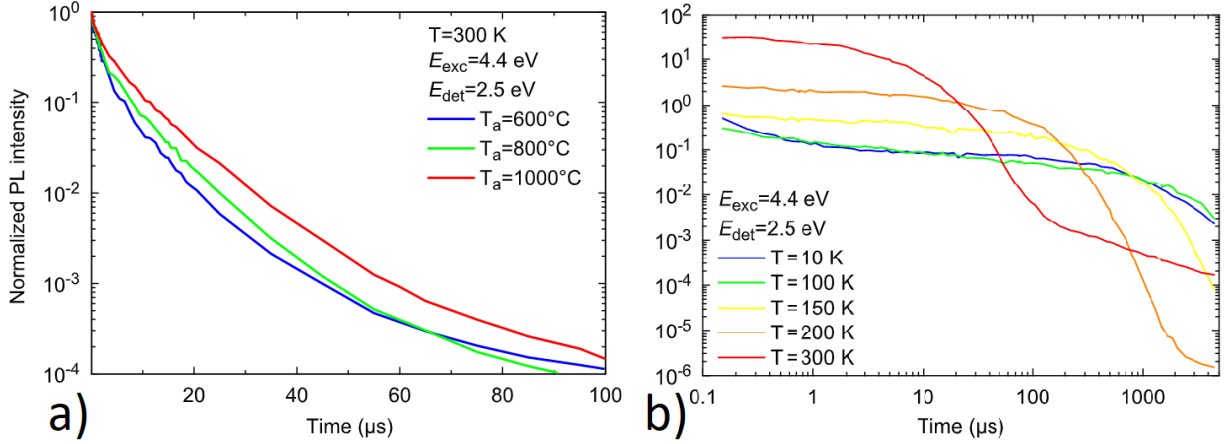 10⁰
10⁻¹
10⁻²
10⁻³
10⁻⁴
Normalized PL intensity
T=300 K
E_exc=4.4 eV
E_det=2.5 eV
T_a=600°C
T_a=800°C
T_a=1000°C
0 20 40 60 80 100
Time (µs)
a)
10²
10¹
10⁰
10⁻¹
10⁻²
10⁻³
10⁻⁴
10⁻⁵
10⁻⁶
E_exc=4.4 eV
E_det=2.5 eV
T = 10 K
T = 100 K
T = 150 K
T = 200 K
T = 300 K
0.1 1 10 100 1000
Time (µs)
b)